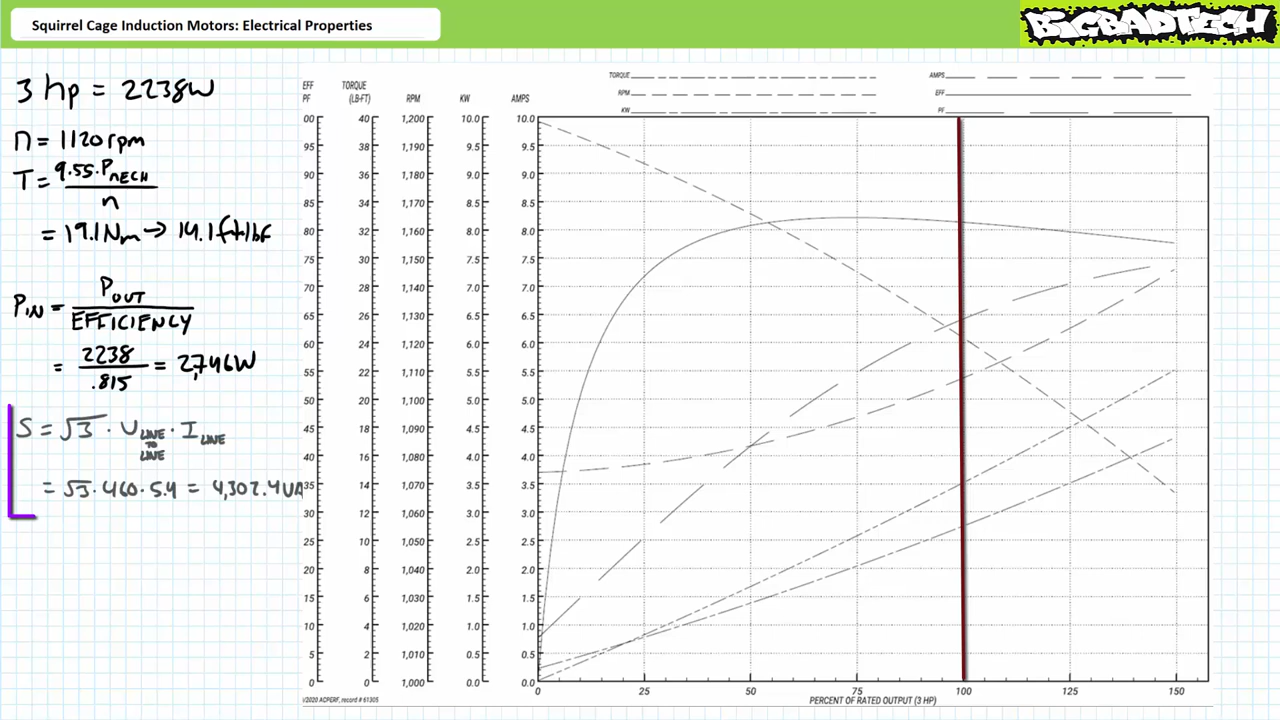 Squirrel Cage Induction Motors: Electrical Properties
BIGBADTECH
3 hp = 2238W
n = 1120 rpm
T = 9.55 · P MECH / n
= 19.1 Nm → 14.1 ft lbf
P IN = P OUT / EFFICIENCY
= 2238 / .815 = 2,746W
S = √3 · U LINE TO LINE · I LINE
= √3 · 460 · 5.4 = 4,302.4 VA
TORQUE
RPM
KW
AMPS
EFF
PF
EFF TORQUE
PF (LB-FT) RPM KW AMPS
00 40 1,200 10.0 10.0
95 38 1,190 9.5 9.5
90 36 1,180 9.0 9.0
85 34 1,170 8.5 8.5
80 32 1,160 8.0 8.0
75 30 1,150 7.5 7.5
70 28 1,140 7.0 7.0
65 26 1,130 6.5 6.5
60 24 1,120 6.0 6.0
55 22 1,110 5.5 5.5
50 20 1,100 5.0 5.0
45 18 1,090 4.5 4.5
40 16 1,080 4.0 4.0
35 14 1,070 3.5 3.5
30 12 1,060 3.0 3.0
25 10 1,050 2.5 2.5
20 8 1,040 2.0 2.0
15 6 1,030 1.5 1.5
10 4 1,020 1.0 1.0
5 2 1,010 0.5 0.5
0 0 1,000 0.0 0.0
0 25 50 75 100 125 150
/2020 ACPERF, record # 61305
PERCENT OF RATED OUTPUT (3 HP)